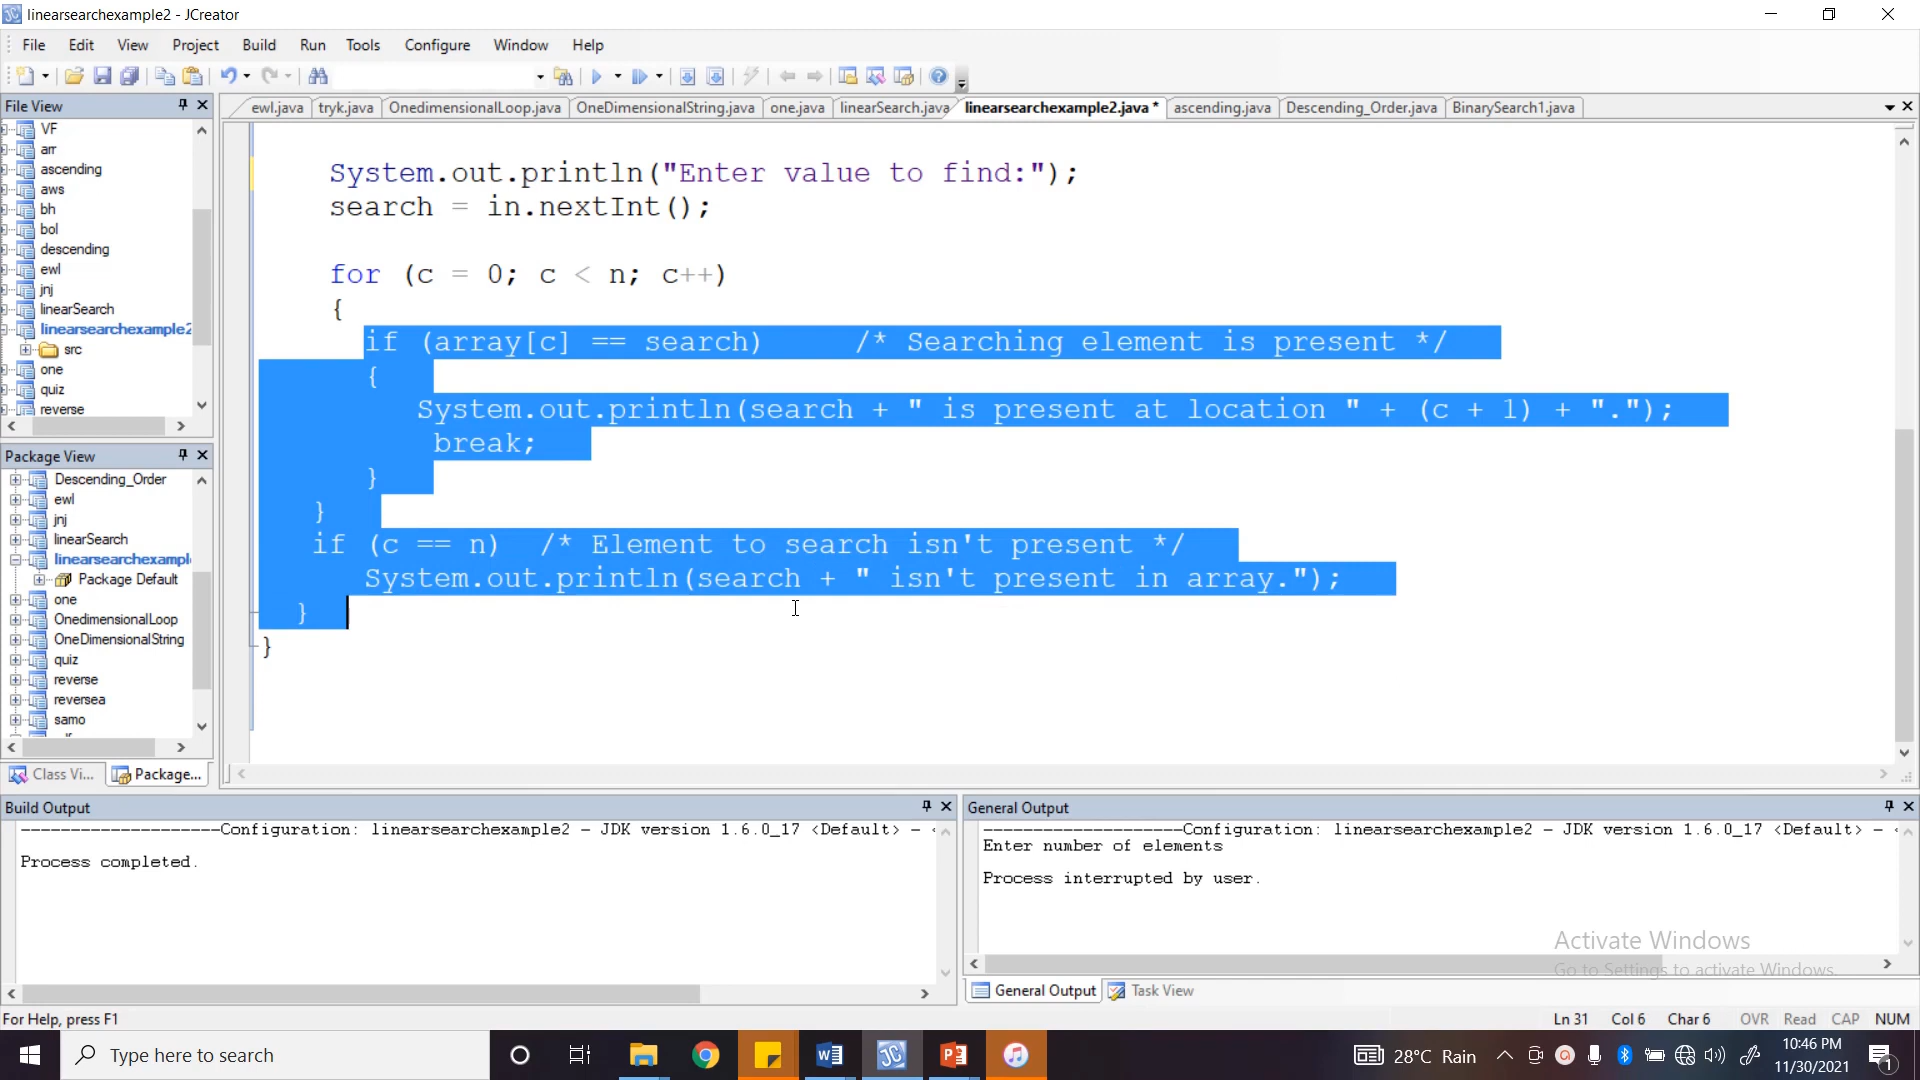 linearsearchexample2 - JCreator
File Edit View Project Build Run Tools Configure Window Help
File View
ewl.java tryk.java OnedimensionalLoop.java OneDimensionalString.java one.java linearSearch.java linearsearchexample2.java * ascending.java Descending_Order.java BinarySearch1.java
VF
arr
ascending
aws
bh
bol
descending
ewl
jnj
linearSearch
linearsearchexample2
src
one
quiz
reverse
System.out.println("Enter value to find:");
search = in.nextInt();
for (c = 0; c < n; c++)
{
if (array[c] == search) /* Searching element is present */
{
System.out.println(search + " is present at location " + (c + 1) + ".");
break;
}
}
if (c == n) /* Element to search isn't present */
System.out.println(search + " isn't present in array.");
}
}
Package View
Descending_Order
ewl
jnj
linearSearch
linearsearchexampl
Package Default
one
OnedimensionalLoop
OneDimensionalString
quiz
reverse
reversea
samo
Class Vi... Package...
Build Output
--------------------Configuration: linearsearchexample2 - JDK version 1.6.0_17 <Default> - <
Process completed.
General Output
--------------------Configuration: linearsearchexample2 - JDK version 1.6.0_17 <Default> - <
Enter number of elements
Process interrupted by user.
Activate Windows
Go to Settings to activate Windows.
General Output Task View
For Help, press F1
Ln 31 Col 6 Char 6 OVR Read CAP NUM
Type here to search
28°C Rain
10:46 PM
11/30/2021
1